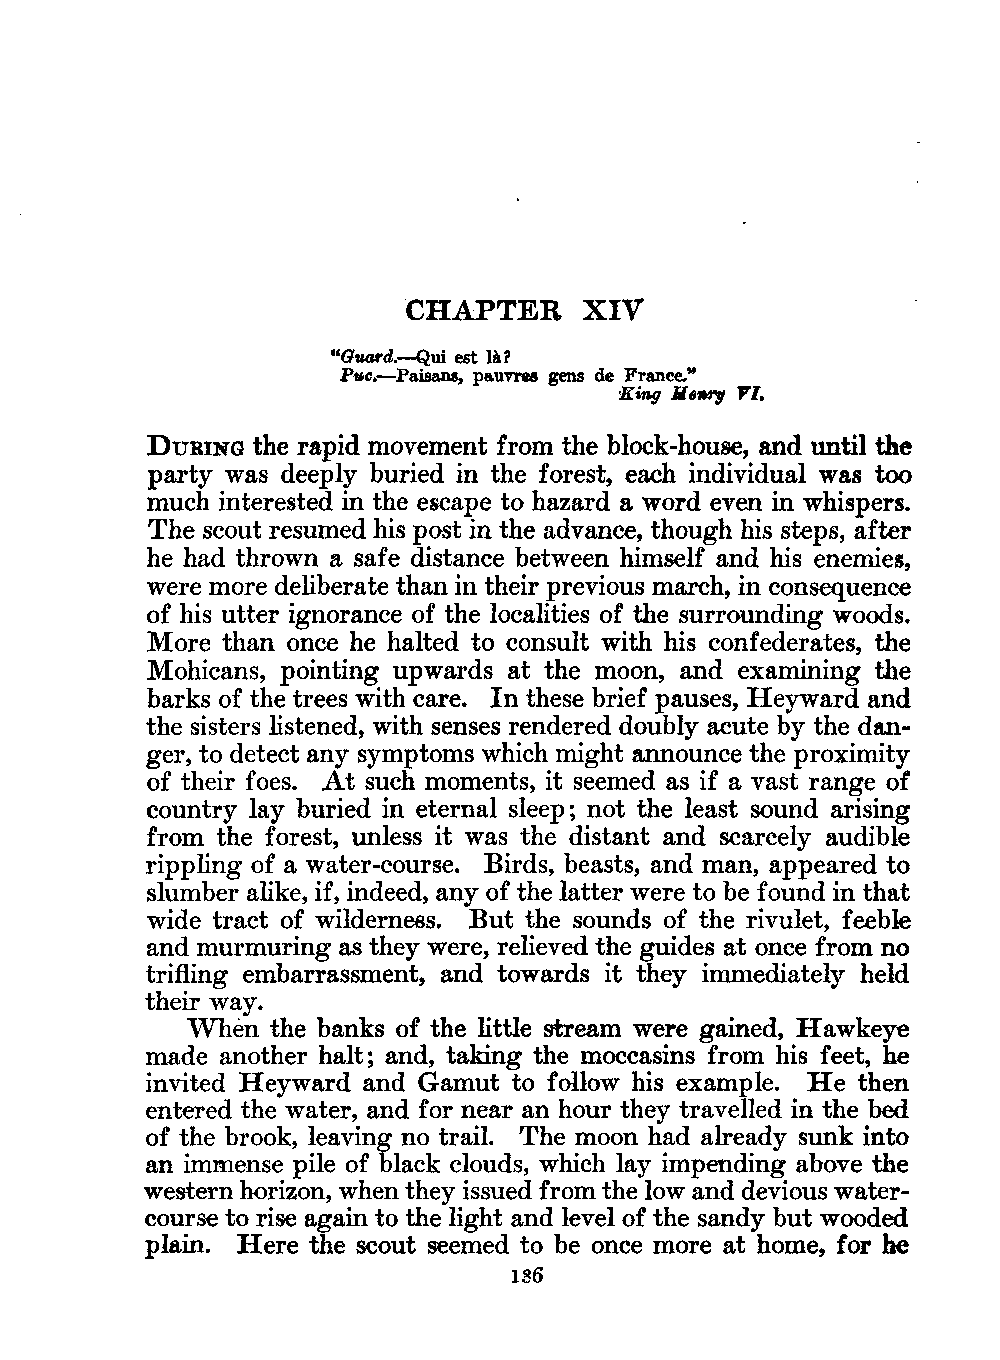 CHAPTER XIV
"Guard.—Qui est là?
Puc.—Paisans, pauvres gens de France."
King Henry VI.
DURING the rapid movement from the block-house, and until the
party was deeply buried in the forest, each individual was too
much interested in the escape to hazard a word even in whispers.
The scout resumed his post in the advance, though his steps, after
he had thrown a safe distance between himself and his enemies,
were more deliberate than in their previous march, in consequence
of his utter ignorance of the localities of the surrounding woods.
More than once he halted to consult with his confederates, the
Mohicans, pointing upwards at the moon, and examining the
barks of the trees with care. In these brief pauses, Heyward and
the sisters listened, with senses rendered doubly acute by the dan-
ger, to detect any symptoms which might announce the proximity
of their foes. At such moments, it seemed as if a vast range of
country lay buried in eternal sleep; not the least sound arising
from the forest, unless it was the distant and scarcely audible
rippling of a water-course. Birds, beasts, and man, appeared to
slumber alike, if, indeed, any of the latter were to be found in that
wide tract of wilderness. But the sounds of the rivulet, feeble
and murmuring as they were, relieved the guides at once from no
trifling embarrassment, and towards it they immediately held
their way.
When the banks of the little stream were gained, Hawkeye
made another halt; and, taking the moccasins from his feet, he
invited Heyward and Gamut to follow his example. He then
entered the water, and for near an hour they travelled in the bed
of the brook, leaving no trail. The moon had already sunk into
an immense pile of black clouds, which lay impending above the
western horizon, when they issued from the low and devious water-
course to rise again to the light and level of the sandy but wooded
plain. Here the scout seemed to be once more at home, for he
136